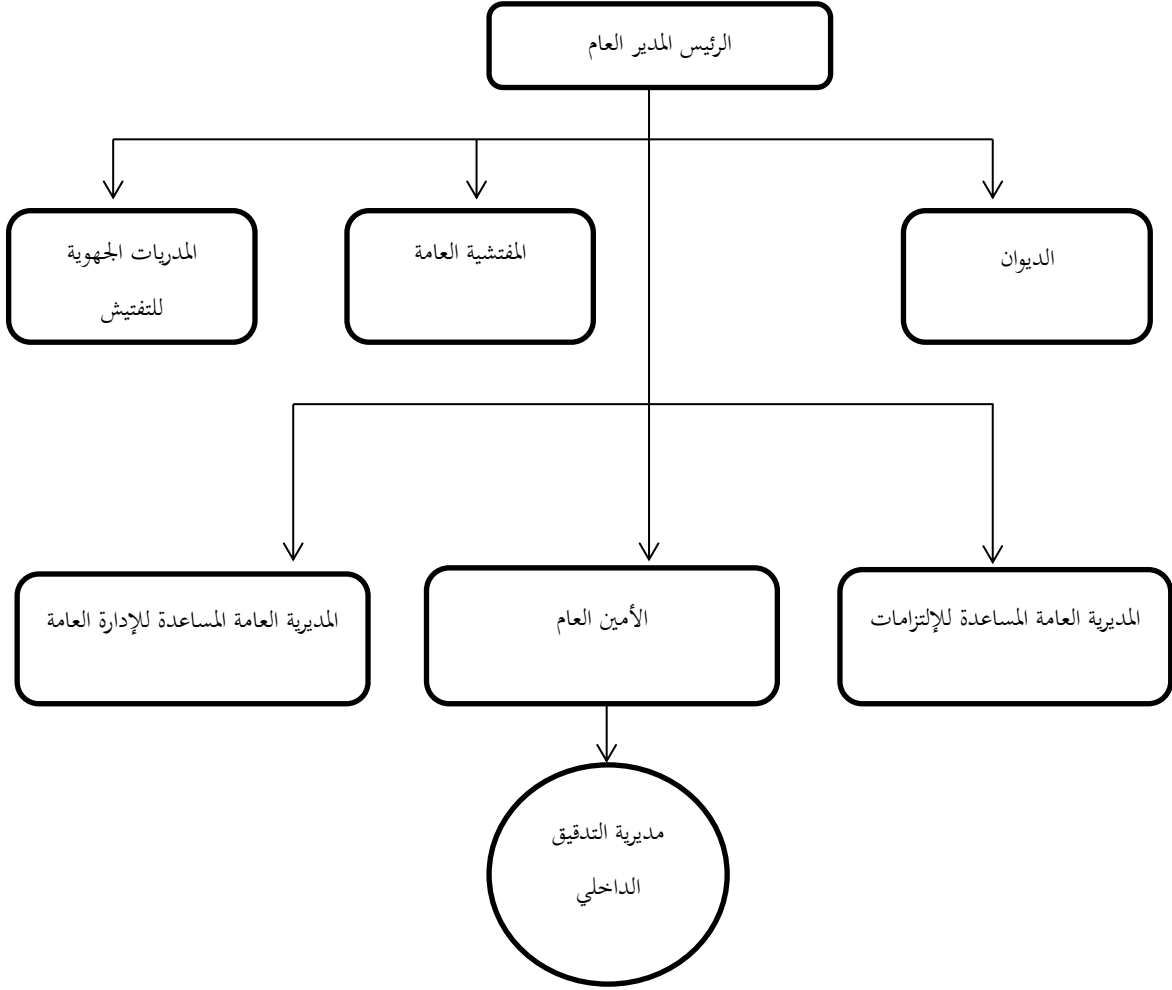 الرئيس المدير العام
الديوان
المفتشية العامة
المدريات الجهوية
للتفتيش
المديرية العامة المساعدة للإلتزامات
الأمين العام
المديرية العامة المساعدة للإدارة العامة
مديرية التدقيق
الداخلي